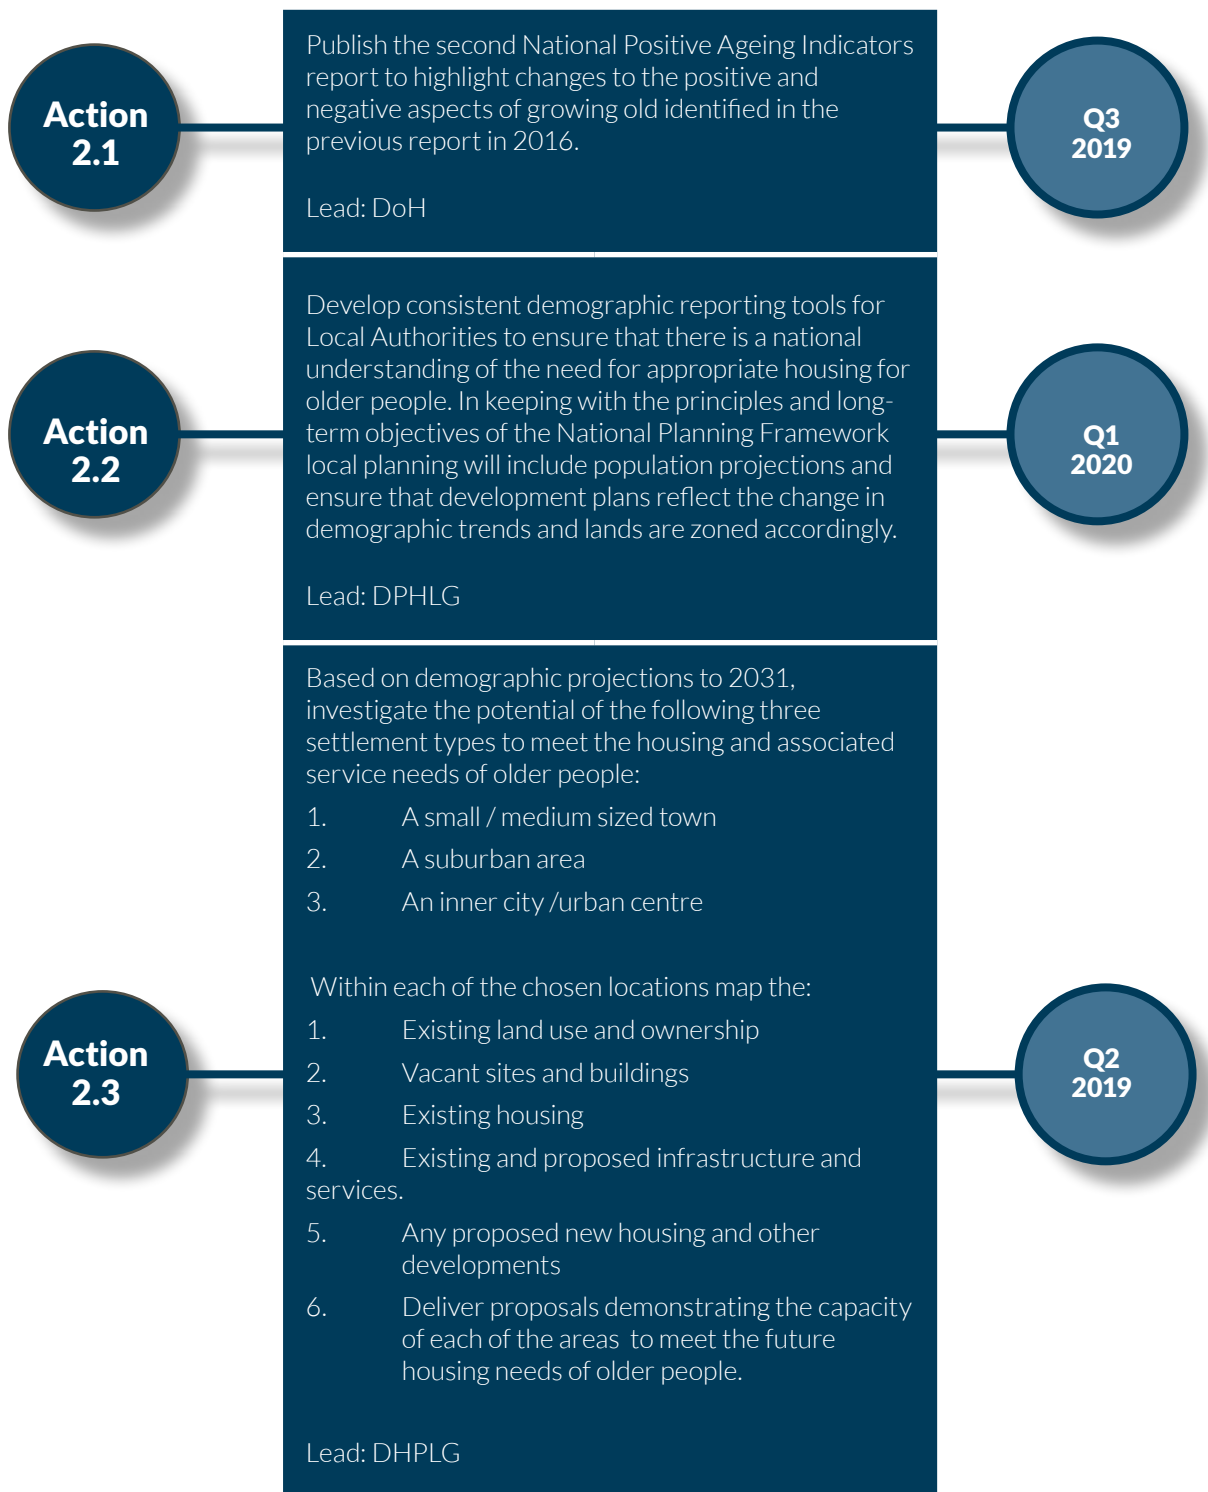 Action
2.1
Publish the second National Positive Ageing Indicators
report to highlight changes to the positive and
negative aspects of growing old identified in the
previous report in 2016.
Lead: DoH
Q3
2019
Action
2.2
Develop consistent demographic reporting tools for
Local Authorities to ensure that there is a national
understanding of the need for appropriate housing for
older people. In keeping with the principles and long-
term objectives of the National Planning Framework
local planning will include population projections and
ensure that development plans reflect the change in
demographic trends and lands are zoned accordingly.
Lead: DPHLG
Q1
2020
Action
2.3
Based on demographic projections to 2031,
investigate the potential of the following three
settlement types to meet the housing and associated
service needs of older people:
1. A small / medium sized town
2. A suburban area
3. An inner city /urban centre
Within each of the chosen locations map the:
1. Existing land use and ownership
2. Vacant sites and buildings
3. Existing housing
4. Existing and proposed infrastructure and
services.
5. Any proposed new housing and other
developments
6. Deliver proposals demonstrating the capacity
of each of the areas  to meet the future
housing needs of older people.
Lead: DHPLG
Q2
2019